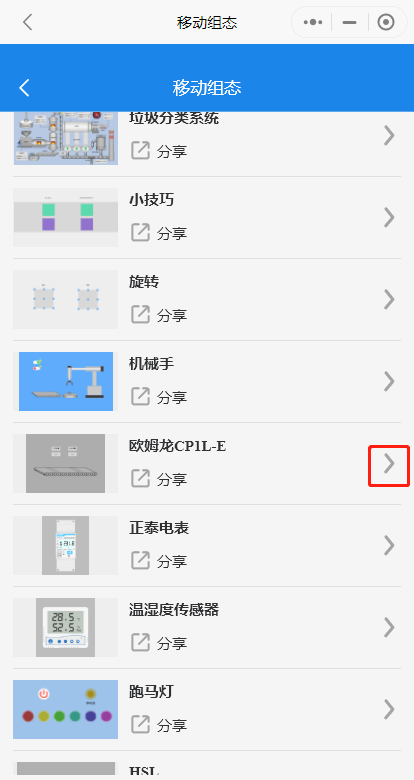 移动组态
移动组态
垃圾分类系统
分享
小技巧
分享
旋转
分享
机械手
分享
欧姆龙CP1L-E
分享
正泰电表
分享
温湿度传感器
28.5
52.5
分享
跑马灯
分享
HSL